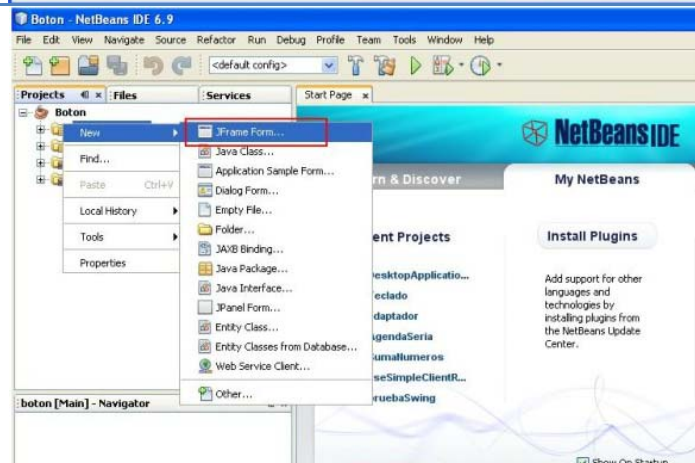 Boton - NetBeans IDE 6.9
File Edit View Navigate Source Refactor Run Debug Profile Team Tools Window Help
<default config>
Projects Files Services Start Page
Boton
New
Find...
Paste Ctrl+V
Local History
Tools
Properties
JFrame Form...
Java Class...
Application Sample Form...
Dialog Form...
Empty File...
Folder...
JAXB Binding...
Java Package...
Java Interface...
JPanel Form...
Entity Class...
Entity Classes from Database...
Web Service Client...
Other...
NetBeans IDE
rn & Discover My NetBeans
ent Projects
esktopApplicatio...
eclado
daptador
gendaSeria
umaNumeros
seSimpleClientR...
ruebaSwing
Install Plugins
Add support for other
languages and
technologies by
installing plugins from
the NetBeans Update
Center.
Show On Startup
boton [Main] - Navigator